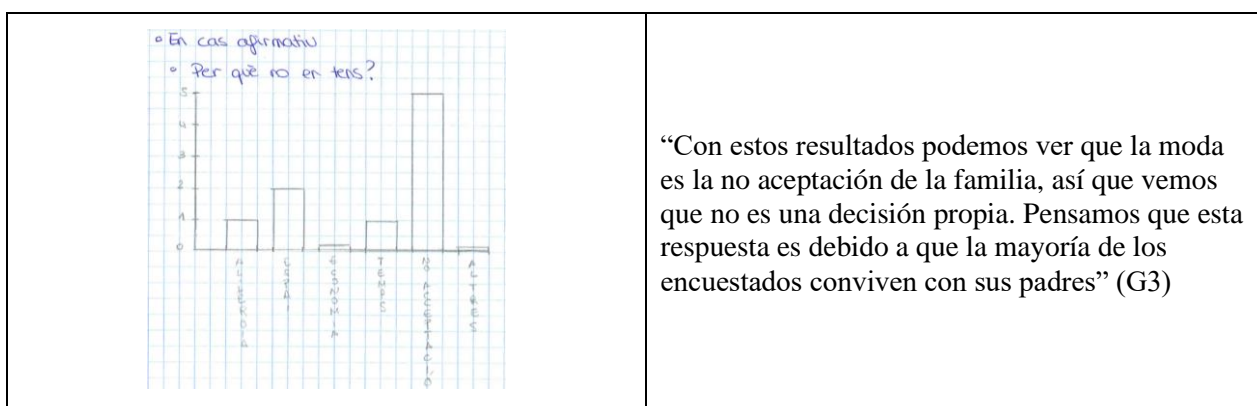 • En cas afirmatiu
• Per què no en tens?
5
4
3
2
1
0
AL·LÈRGIA
ESPAI
ECONOMIA
TEMPS
NO ACCEPTACIÓ
ALTRES
“Con estos resultados podemos ver que la moda
es la no aceptación de la familia, así que vemos
que no es una decisión propia. Pensamos que esta
respuesta es debido a que la mayoría de los
encuestados conviven con sus padres” (G3)